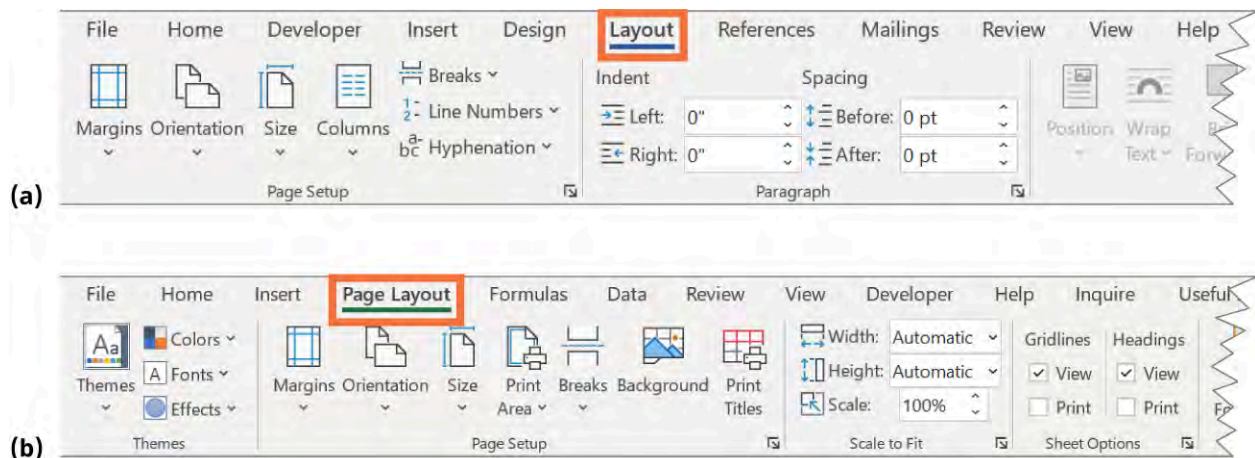 File Home Developer Insert Design Layout References Mailings Review View Help
Indent Spacing
Breaks
Line Numbers
Hyphenation
Margins Orientation Size Columns
Left: 0" Before: 0 pt
Right: 0" After: 0 pt
Position Wrap Text
Page Setup Paragraph
(a)
File Home Insert Page Layout Formulas Data Review View Developer Help Inquire Useful
Themes
Colors
Fonts
Effects
Margins Orientation Size Print Area Breaks Background Print Titles
Width: Automatic
Height: Automatic
Scale: 100%
Gridlines Headings
View View
Print Print
Themes Page Setup Scale to Fit Sheet Options
(b)